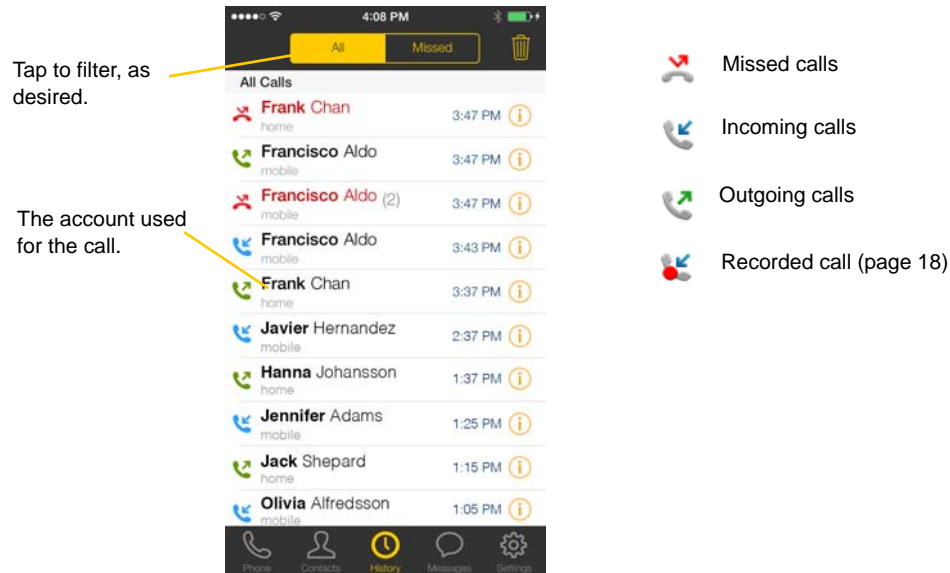 4:08 PM
All
Missed
Tap to filter, as
desired.
All Calls
Frank Chan
home
3:47 PM
Francisco Aldo
mobile
3:47 PM
Francisco Aldo (2)
mobile
3:47 PM
The account used
for the call.
Francisco Aldo
mobile
3:43 PM
Frank Chan
home
3:37 PM
Javier Hernandez
mobile
2:37 PM
Hanna Johansson
home
1:37 PM
Jennifer Adams
mobile
1:25 PM
Jack Shepard
home
1:15 PM
Olivia Alfredsson
mobile
1:05 PM
Phone
Contacts
History
Messages
Settings
Missed calls
Incoming calls
Outgoing calls
Recorded call (page 18)